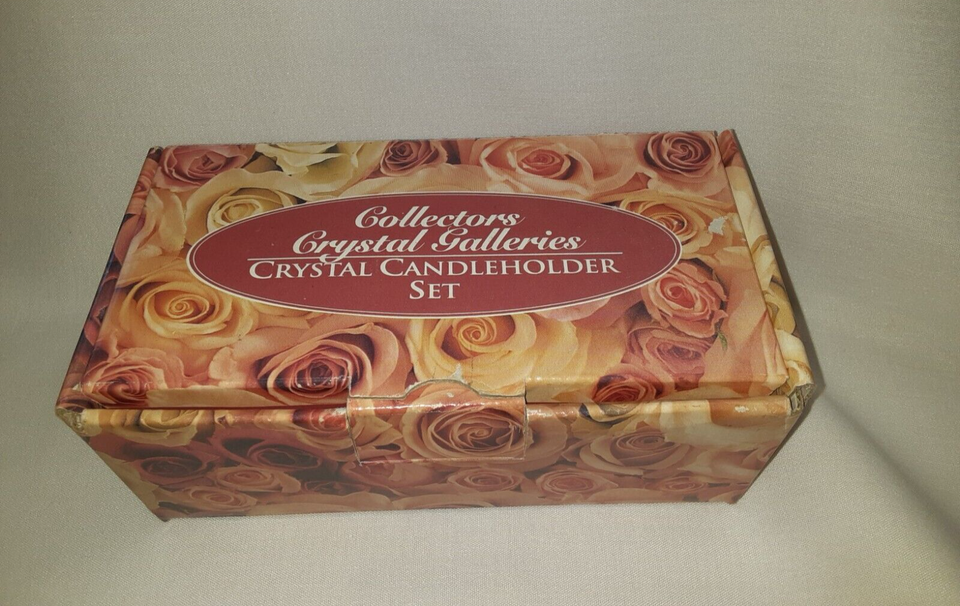 Collectors
Crystal Galleries
CRYSTAL CANDLEHOLDER
SET